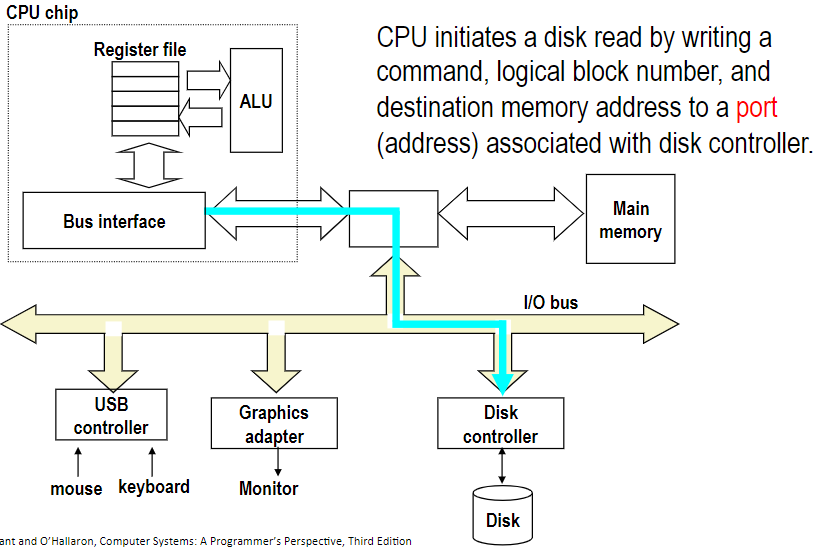 CPU chip
Register file
ALU
CPU initiates a disk read by writing a
command, logical block number, and
destination memory address to a port
(address) associated with disk controller.
Bus interface
Main
memory
I/O bus
USB
controller
Graphics
adapter
Disk
controller
mouse
keyboard
Monitor
Disk
ant and O’Hallaron, Computer Systems: A Programmer’s Perspective, Third Edition